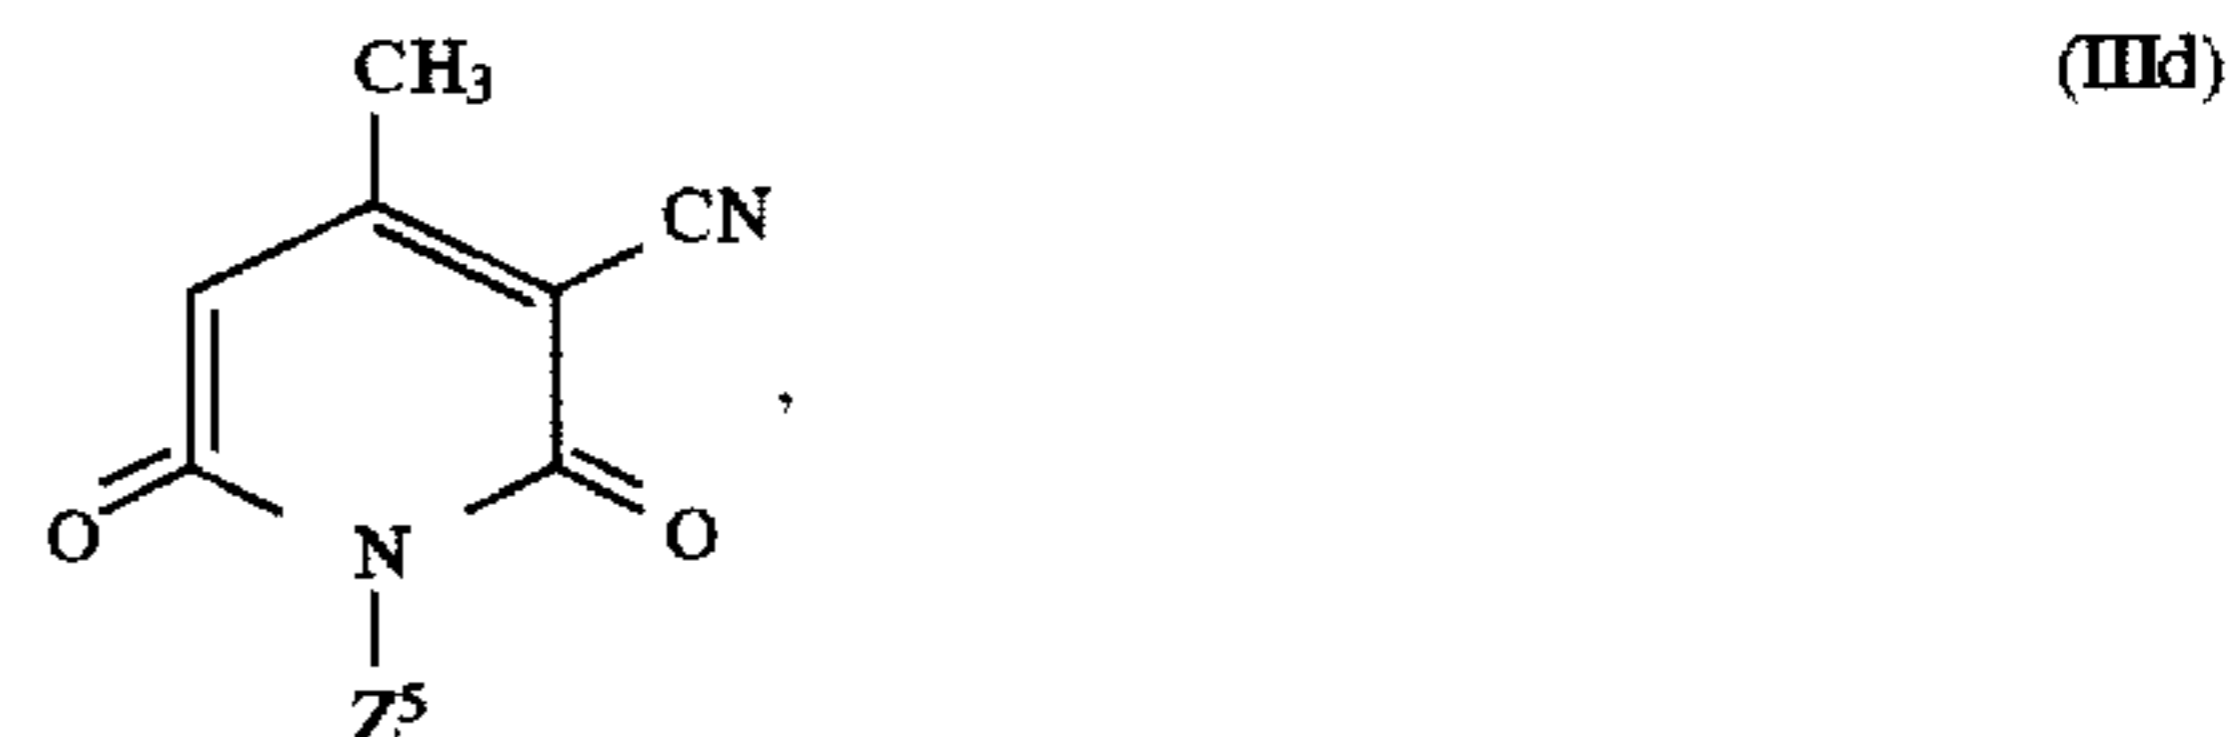 CH₃ (IIId)
CN
,
O N O
Z⁵